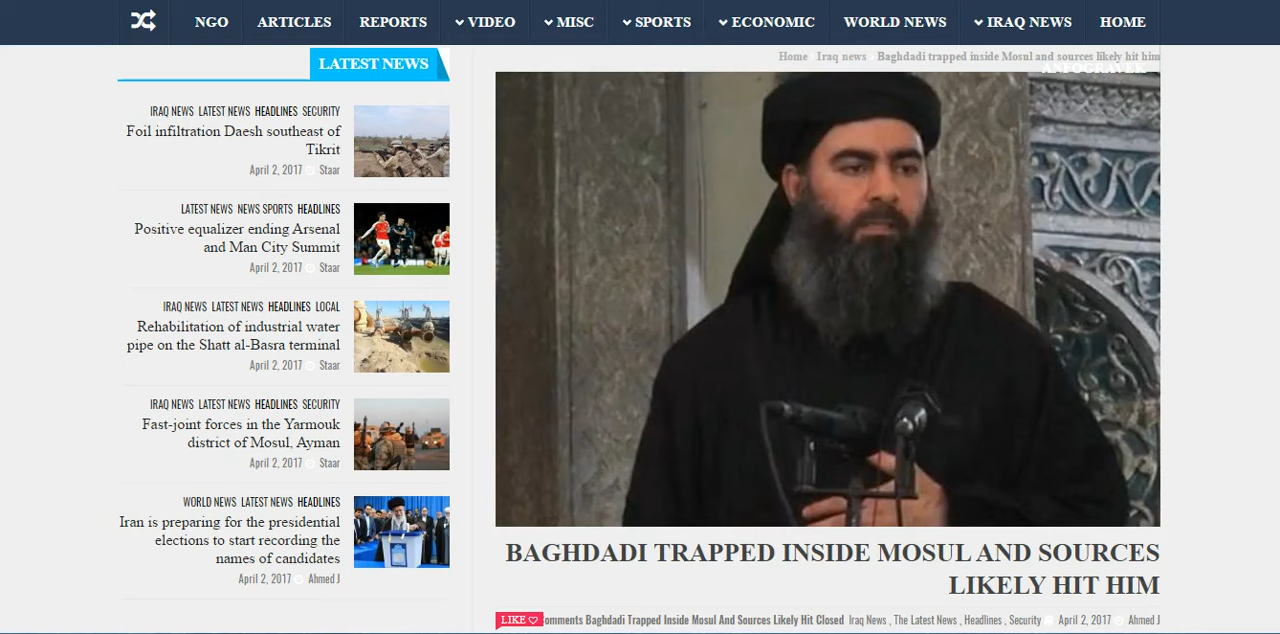 NGO ARTICLES REPORTS VIDEO MISC SPORTS ECONOMIC WORLD NEWS IRAQ NEWS HOME
LATEST NEWS
IRAQ NEWS LATEST NEWS HEADLINES SECURITY
Foil infiltration Daesh southeast of
Tikrit
April 2, 2017 Staar
LATEST NEWS NEWS SPORTS HEADLINES
Positive equalizer ending Arsenal
and Man City Summit
April 2, 2017 Staar
IRAQ NEWS LATEST NEWS HEADLINES LOCAL
Rehabilitation of industrial water
pipe on the Shatt al-Basra terminal
April 2, 2017 Staar
IRAQ NEWS LATEST NEWS HEADLINES SECURITY
Fast-joint forces in the Yarmouk
district of Mosul, Ayman
April 2, 2017 Staar
WORLD NEWS LATEST NEWS HEADLINES
Iran is preparing for the presidential
elections to start recording the
names of candidates
April 2, 2017 Ahmed J
Home Iraq news Baghdadi trapped inside Mosul and sources likely hit him
BAGHDADI TRAPPED INSIDE MOSUL AND SOURCES
LIKELY HIT HIM
LIKE omments Baghdadi Trapped Inside Mosul And Sources Likely Hit Closed Iraq News , The Latest News , Headlines , Security April 2, 2017 Ahmed J